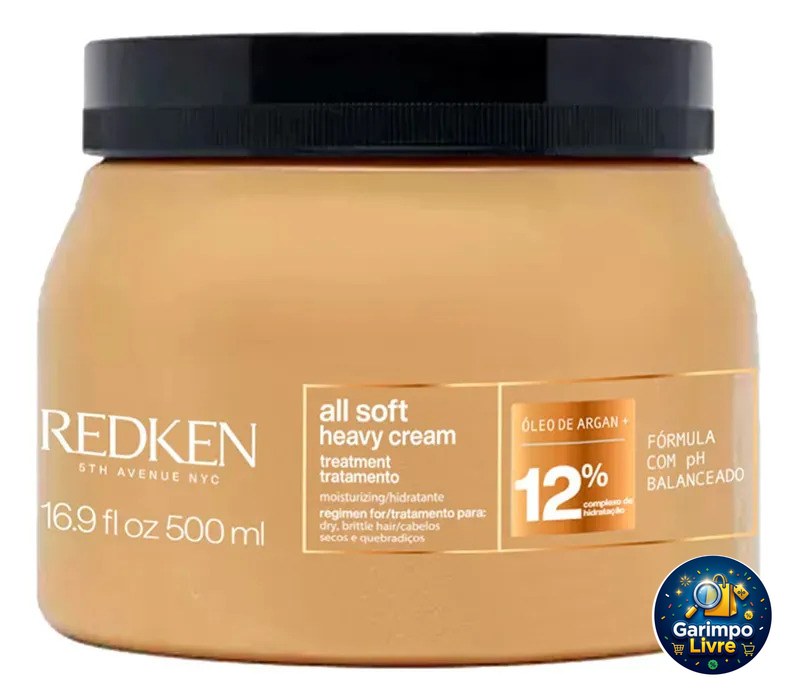 REDKEN
5TH AVENUE NYC
16.9 fl oz 500 ml
all soft
heavy cream
treatment
tratamento
moisturizing/hidratante
regimen for/tratamento para:
dry, brittle hair/cabelos
secos e quebradiços
ÓLEO DE ARGAN +
12%
complexo de
hidratação
FÓRMULA
COM pH
BALANCEADO
Garimpo
Livre